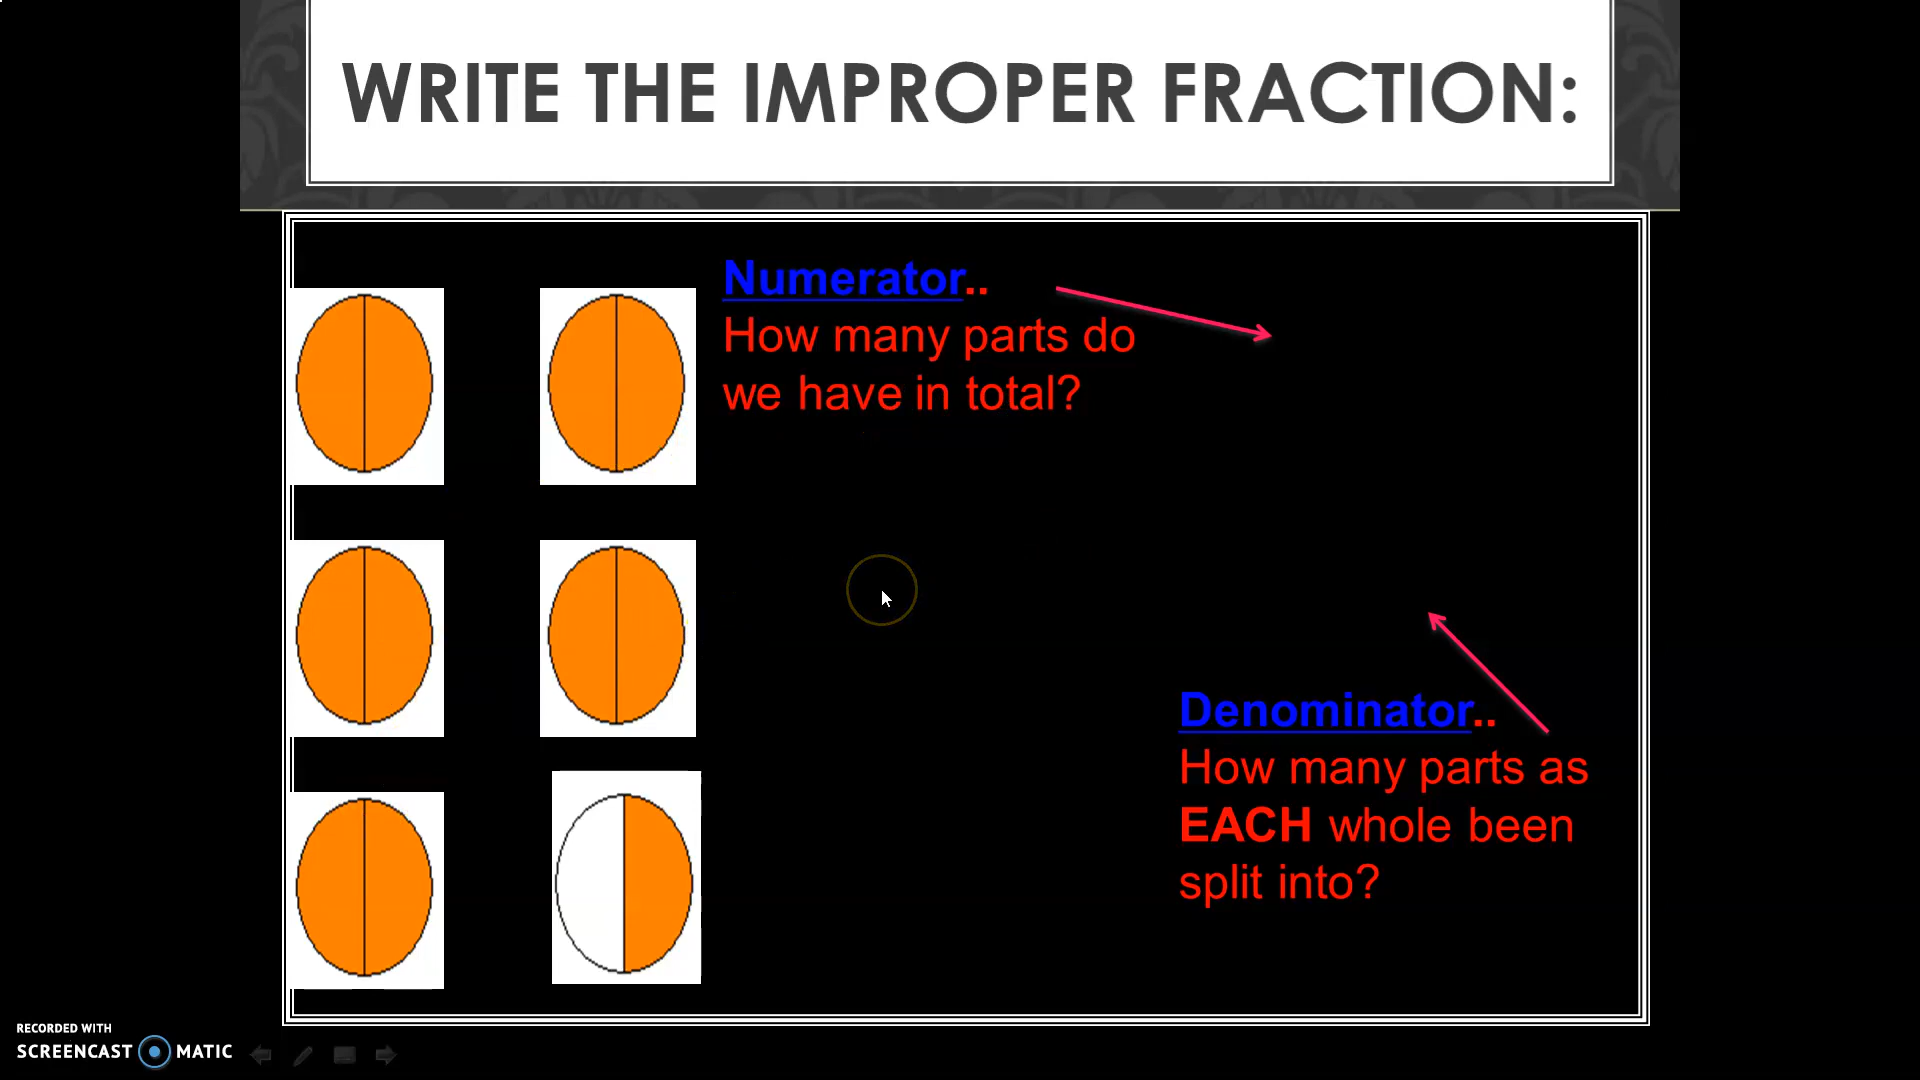 WRITE THE IMPROPER FRACTION:
Numerator..
How many parts do
we have in total?
Denominator..
How many parts as
EACH whole been
split into?
RECORDED WITH
SCREENCAST MATIC